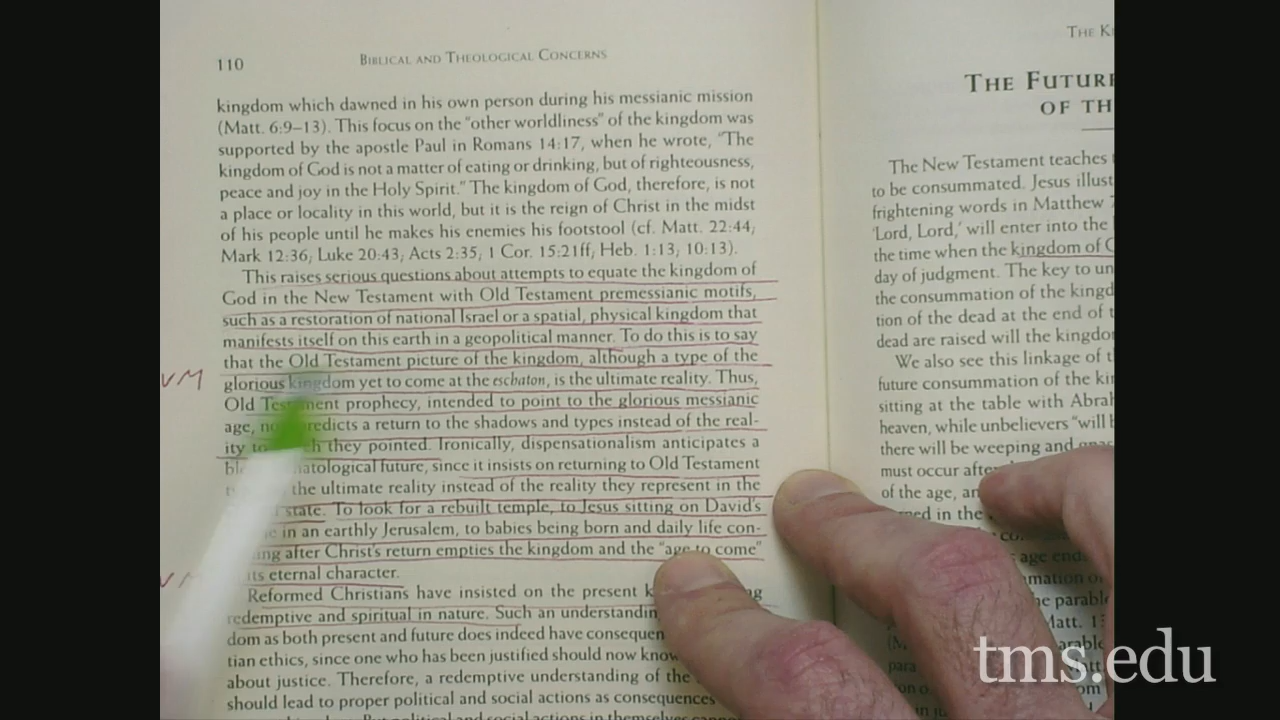 110
BIBLICAL AND THEOLOGICAL CONCERNS
kingdom which dawned in his own person during his messianic mission
(Matt. 6:9–13). This focus on the "other worldliness" of the kingdom was
supported by the apostle Paul in Romans 14:17, when he wrote, "The
kingdom of God is not a matter of eating or drinking, but of righteousness,
peace and joy in the Holy Spirit." The kingdom of God, therefore, is not
a place or locality in this world, but it is the reign of Christ in the midst
of his people until he makes his enemies his footstool (cf. Matt. 22:44;
Mark 12:36; Luke 20:43; Acts 2:35; 1 Cor. 15:21ff; Heb. 1:13; 10:13).
This raises serious questions about attempts to equate the kingdom of
God in the New Testament with Old Testament premessianic motifs,
such as a restoration of national Israel or a spatial, physical kingdom that
manifests itself on this earth in a geopolitical manner. To do this is to say
that the Old Testament picture of the kingdom, although a type of the
glorious kingdom yet to come at the eschaton, is the ultimate reality. Thus,
Old Testament prophecy, intended to point to the glorious messianic
age, predicts a return to the shadows and types instead of the real-
ity to they pointed. Ironically, dispensationalism anticipates a
future, since it insists on returning to Old Testament
the ultimate reality instead of the reality they represent in the
state. To look for a rebuilt temple, to Jesus sitting on David's
in an earthly Jerusalem, to babies being born and daily life con-
after Christ's return empties the kingdom and the "age to come"
its eternal character.
Reformed Christians have insisted on the present
redemptive and spiritual in nature. Such an
dom as both present and future does indeed have
tian ethics, since one who has been justified should now
about justice. Therefore, a redemptive understanding of the
should lead to proper political and social actions as consequences
THE
THE
OF
The New Testament teaches
to be consummated. Jesus
frightening words in Matthew
'Lord, Lord,' will enter into the
the time when the kingdom of
day of judgment. The key to
the consummation of the
tion of the dead at the end of
dead are raised will the
We also see this linkage of
future consummation of the
sitting at the table with
heaven, while unbelievers "will
there will be weeping and
must occur
of the age,
in the
tms.edu